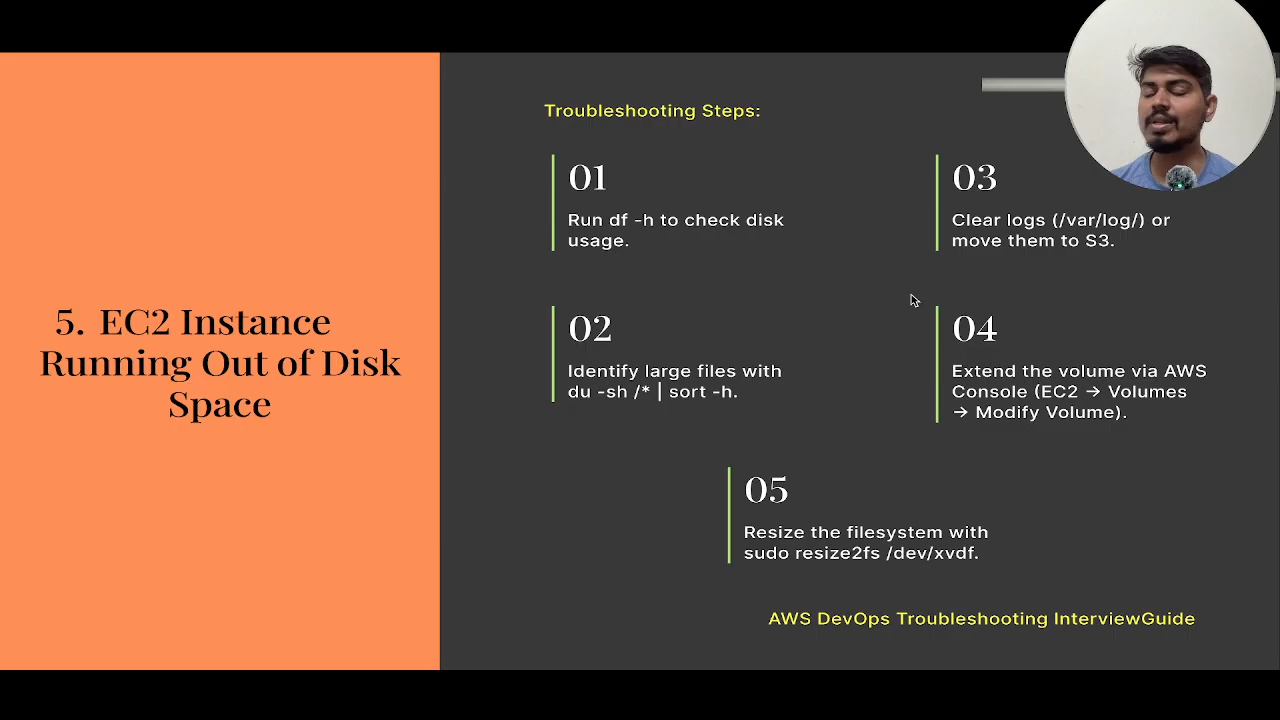 5. EC2 Instance
Running Out of Disk
Space
Troubleshooting Steps:
01
Run df -h to check disk
usage.
02
Identify large files with
du -sh /* | sort -h.
03
Clear logs (/var/log/) or
move them to S3.
04
Extend the volume via AWS
Console (EC2 → Volumes
→ Modify Volume).
05
Resize the filesystem with
sudo resize2fs /dev/xvdf.
AWS DevOps Troubleshooting InterviewGuide